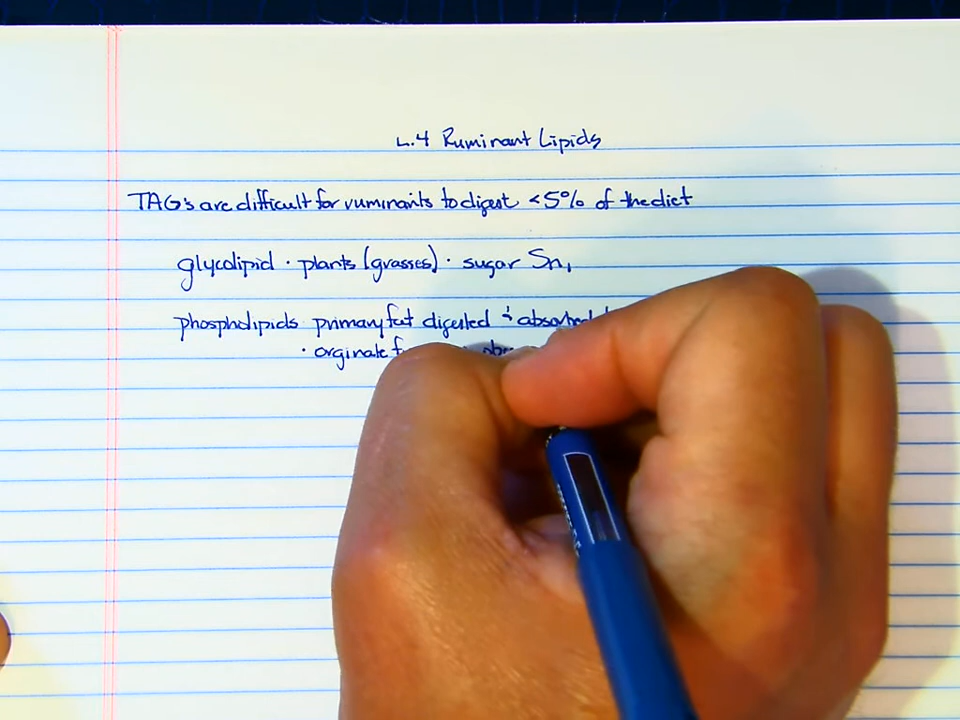 L.4 Ruminant Lipids
TAG's are difficult for ruminants to digest <5% of the diet
glycolipid · plants (grasses) · sugar Sn1
phospholipids primary fat digested & absorbed
· orginate